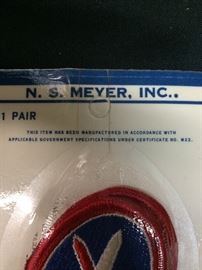 N. S. MEYER, INC..
1 PAIR
THIS ITEM HAS BEEN MANUFACTURED IN ACCORDANCE WITH
APPLICABLE GOVERNMENT SPECIFICATIONS UNDER CERTIFICATE NO. M22.